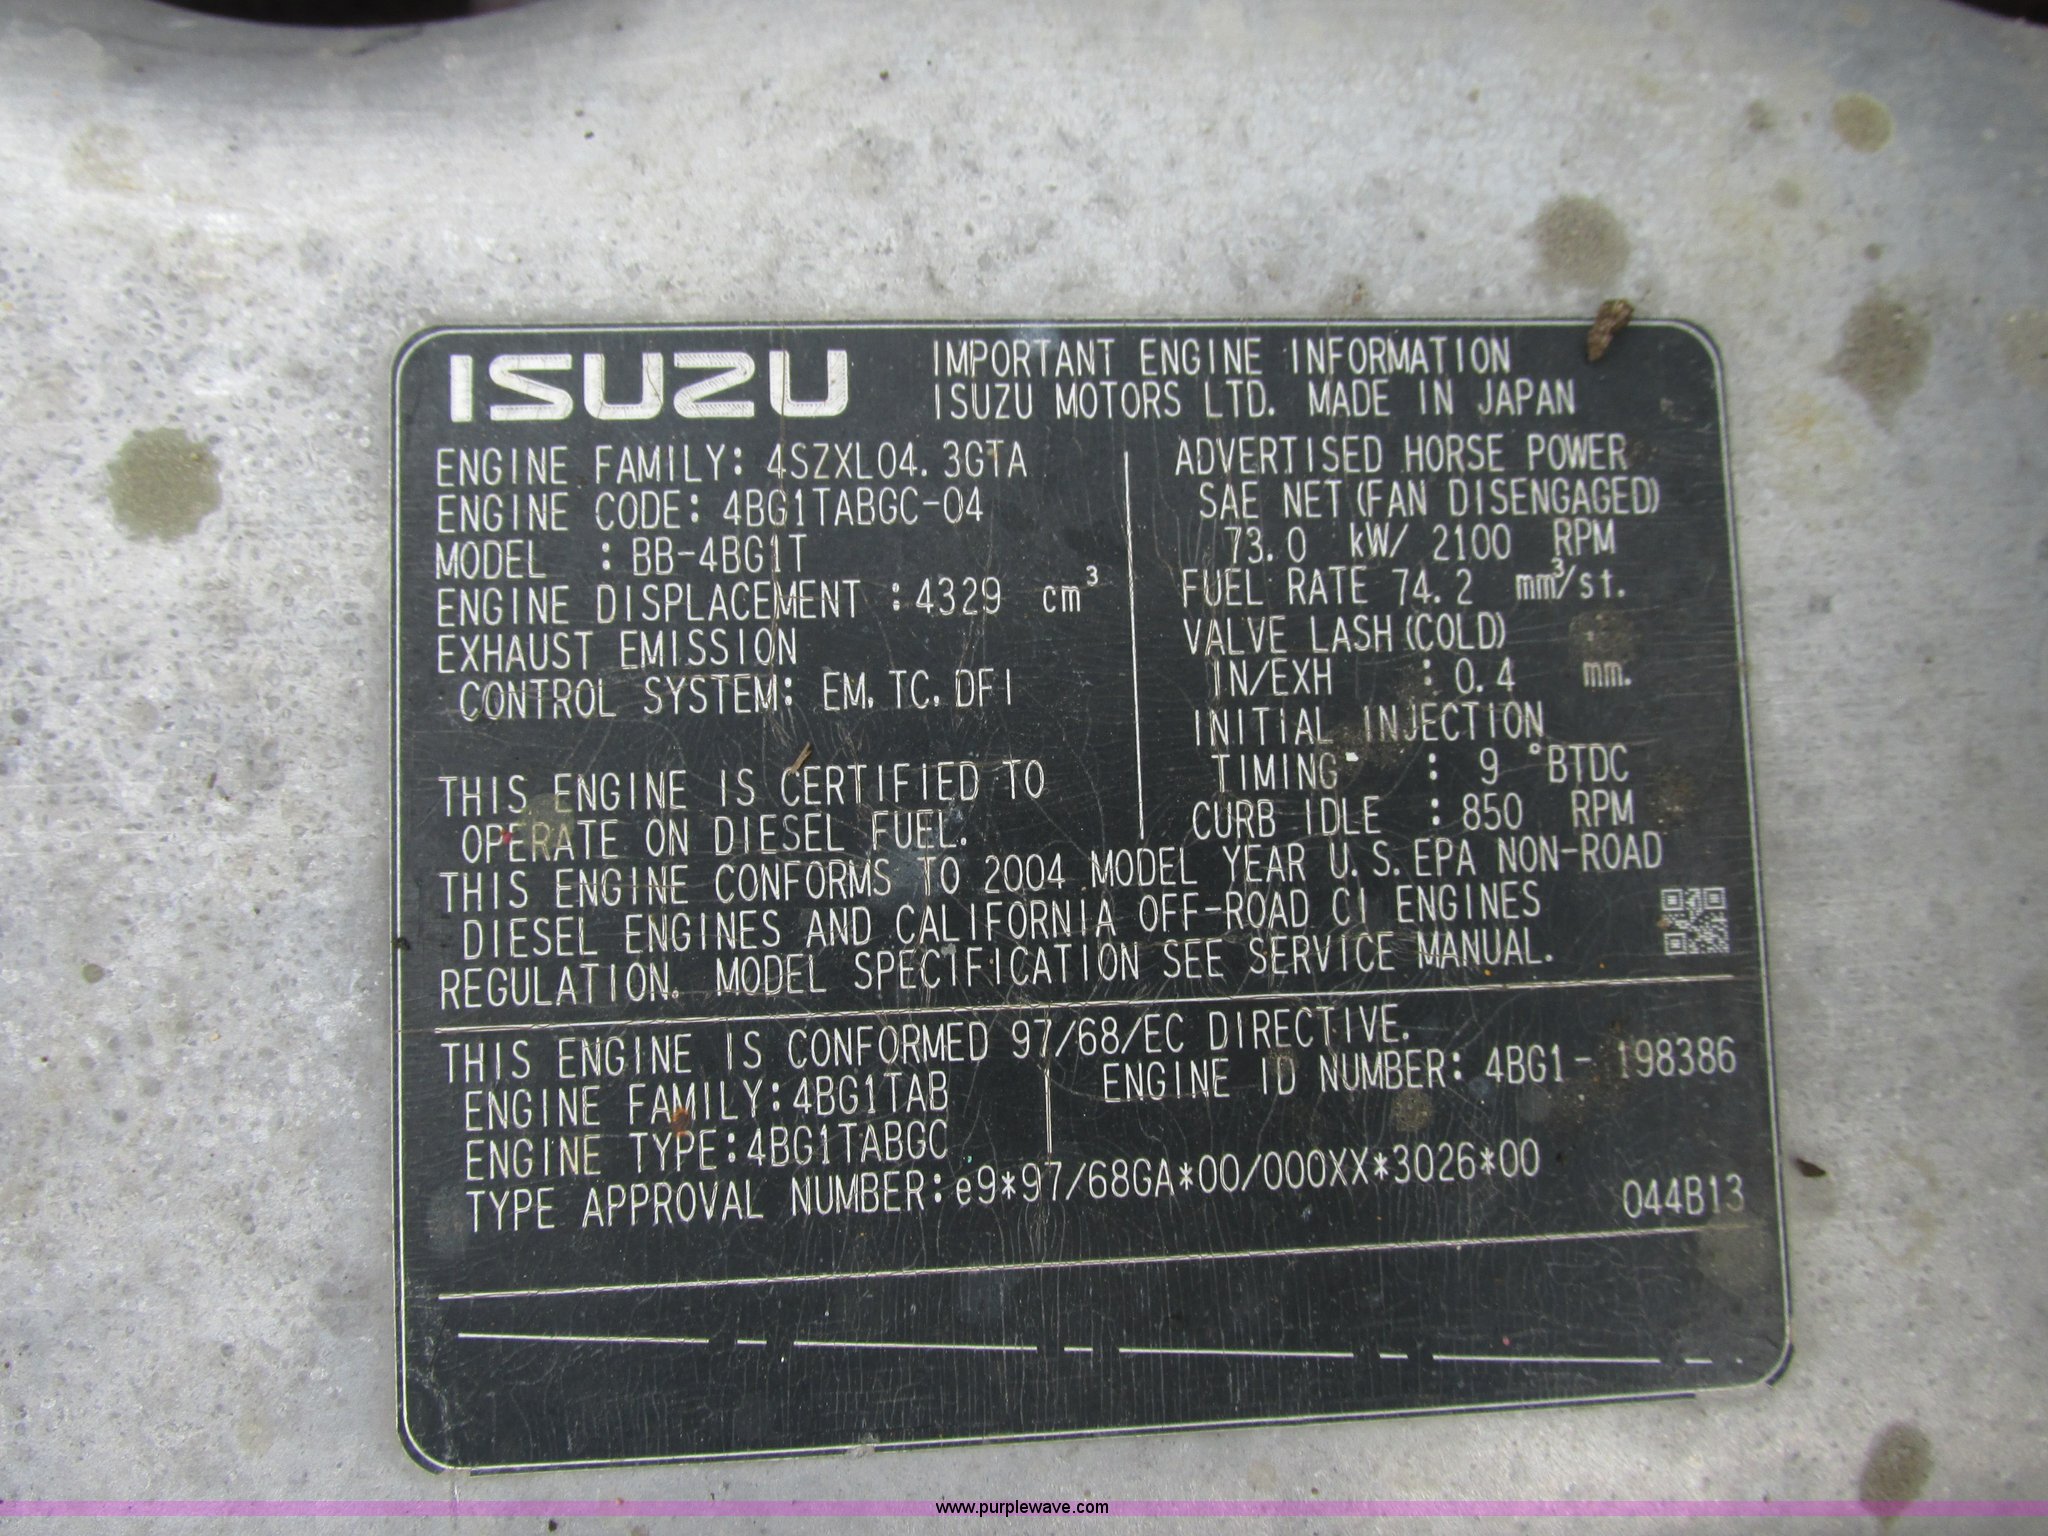 ISUZU
IMPORTANT ENGINE INFORMATION
ISUZU MOTORS LTD. MADE IN JAPAN
ENGINE FAMILY: 4SZXL04.3GTA
ENGINE CODE: 4BG1TABGC-04
MODEL : BB-4BG1T
ENGINE DISPLACEMENT :4329 cm³
EXHAUST EMISSION
CONTROL SYSTEM: EM, TC, DFI
ADVERTISED HORSE POWER
SAE NET(FAN DISENGAGED)
73.0 kW/ 2100 RPM
FUEL RATE 74.2 mm³/st.
VALVE LASH(COLD)
IN/EXH : 0.4 mm.
INITIAL INJECTION
TIMING : 9 °BTDC
CURB IDLE : 850 RPM
THIS ENGINE IS CERTIFIED TO
OPERATE ON DIESEL FUEL.
THIS ENGINE CONFORMS TO 2004 MODEL YEAR U.S.EPA NON-ROAD
DIESEL ENGINES AND CALIFORNIA OFF-ROAD CI ENGINES
REGULATION. MODEL SPECIFICATION SEE SERVICE MANUAL.
THIS ENGINE IS CONFORMED 97/68/EC DIRECTIVE.
ENGINE FAMILY:4BG1TAB
ENGINE ID NUMBER: 4BG1- 198386
ENGINE TYPE:4BG1TABGC
TYPE APPROVAL NUMBER:e9*97/68GA*00/000XX*3026*00
044B13
www.purplewave.com